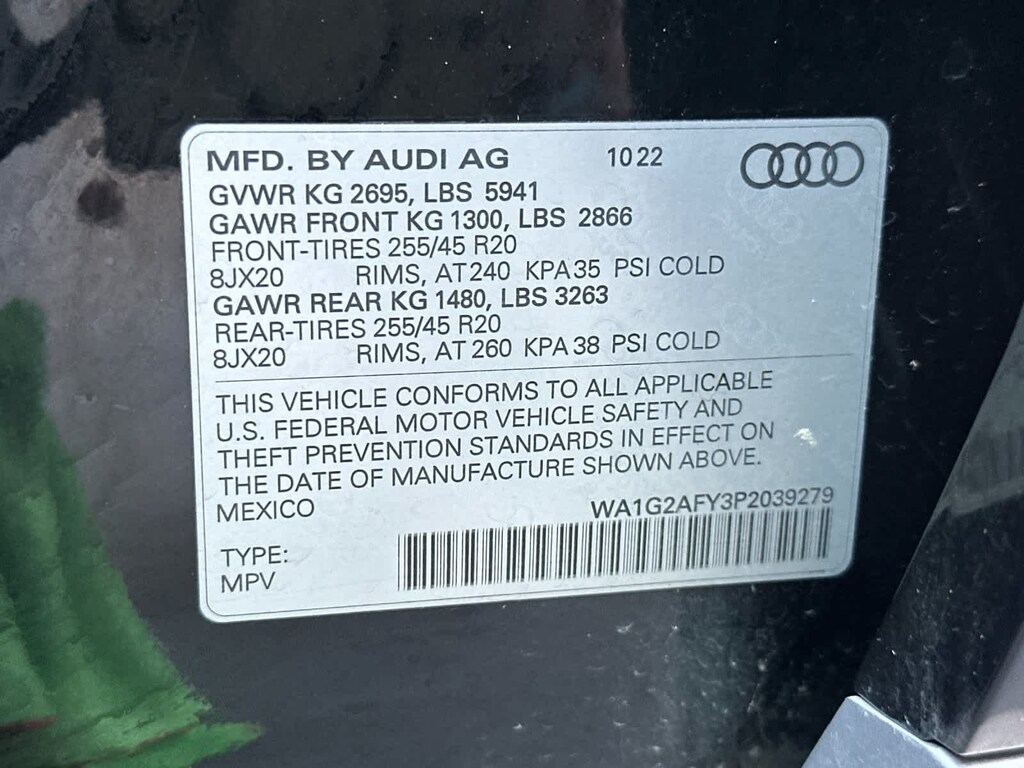 MFD. BY AUDI AG 10 22
GVWR KG 2695, LBS 5941
GAWR FRONT KG 1300, LBS 2866
FRONT-TIRES 255/45 R20
8JX20 RIMS, AT 240 KPA 35 PSI COLD
GAWR REAR KG 1480, LBS 3263
REAR-TIRES 255/45 R20
8JX20 RIMS, AT 260 KPA 38 PSI COLD
THIS VEHICLE CONFORMS TO ALL APPLICABLE
U.S. FEDERAL MOTOR VEHICLE SAFETY AND
THEFT PREVENTION STANDARDS IN EFFECT ON
THE DATE OF MANUFACTURE SHOWN ABOVE.
MEXICO WA1G2AFY3P2039279
TYPE:
MPV